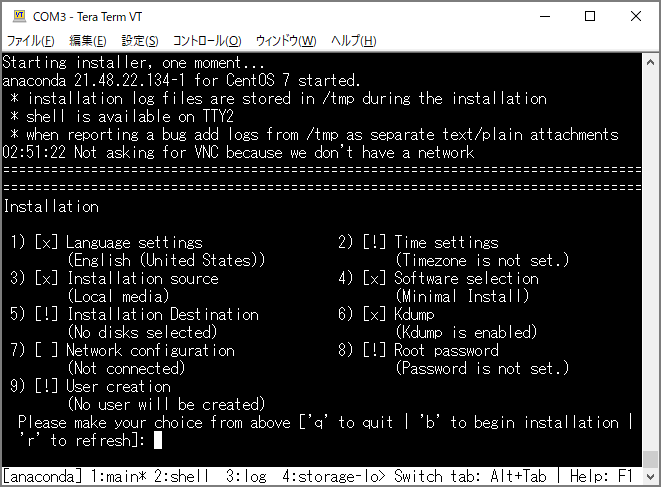 COM3 - Tera Term VT
ファイル(F) 編集(E) 設定(S) コントロール(O) ウィンドウ(W) ヘルプ(H)
Starting installer, one moment...
anaconda 21.48.22.134-1 for CentOS 7 started.
* installation log files are stored in /tmp during the installation
* shell is available on TTY2
* when reporting a bug add logs from /tmp as separate text/plain attachments
02:51:22 Not asking for VNC because we don't have a network
================================================================================
================================================================================
Installation
1) [x] Language settings 2) [!] Time settings
(English (United States)) (Timezone is not set.)
3) [x] Installation source 4) [x] Software selection
(Local media) (Minimal Install)
5) [!] Installation Destination 6) [x] Kdump
(No disks selected) (Kdump is enabled)
7) [ ] Network configuration 8) [!] Root password
(Not connected) (Password is not set.)
9) [!] User creation
(No user will be created)
Please make your choice from above ['q' to quit | 'b' to begin installation |
'r' to refresh]:
[anaconda] 1:main* 2:shell 3:log 4:storage-lo> Switch tab: Alt+Tab | Help: F1